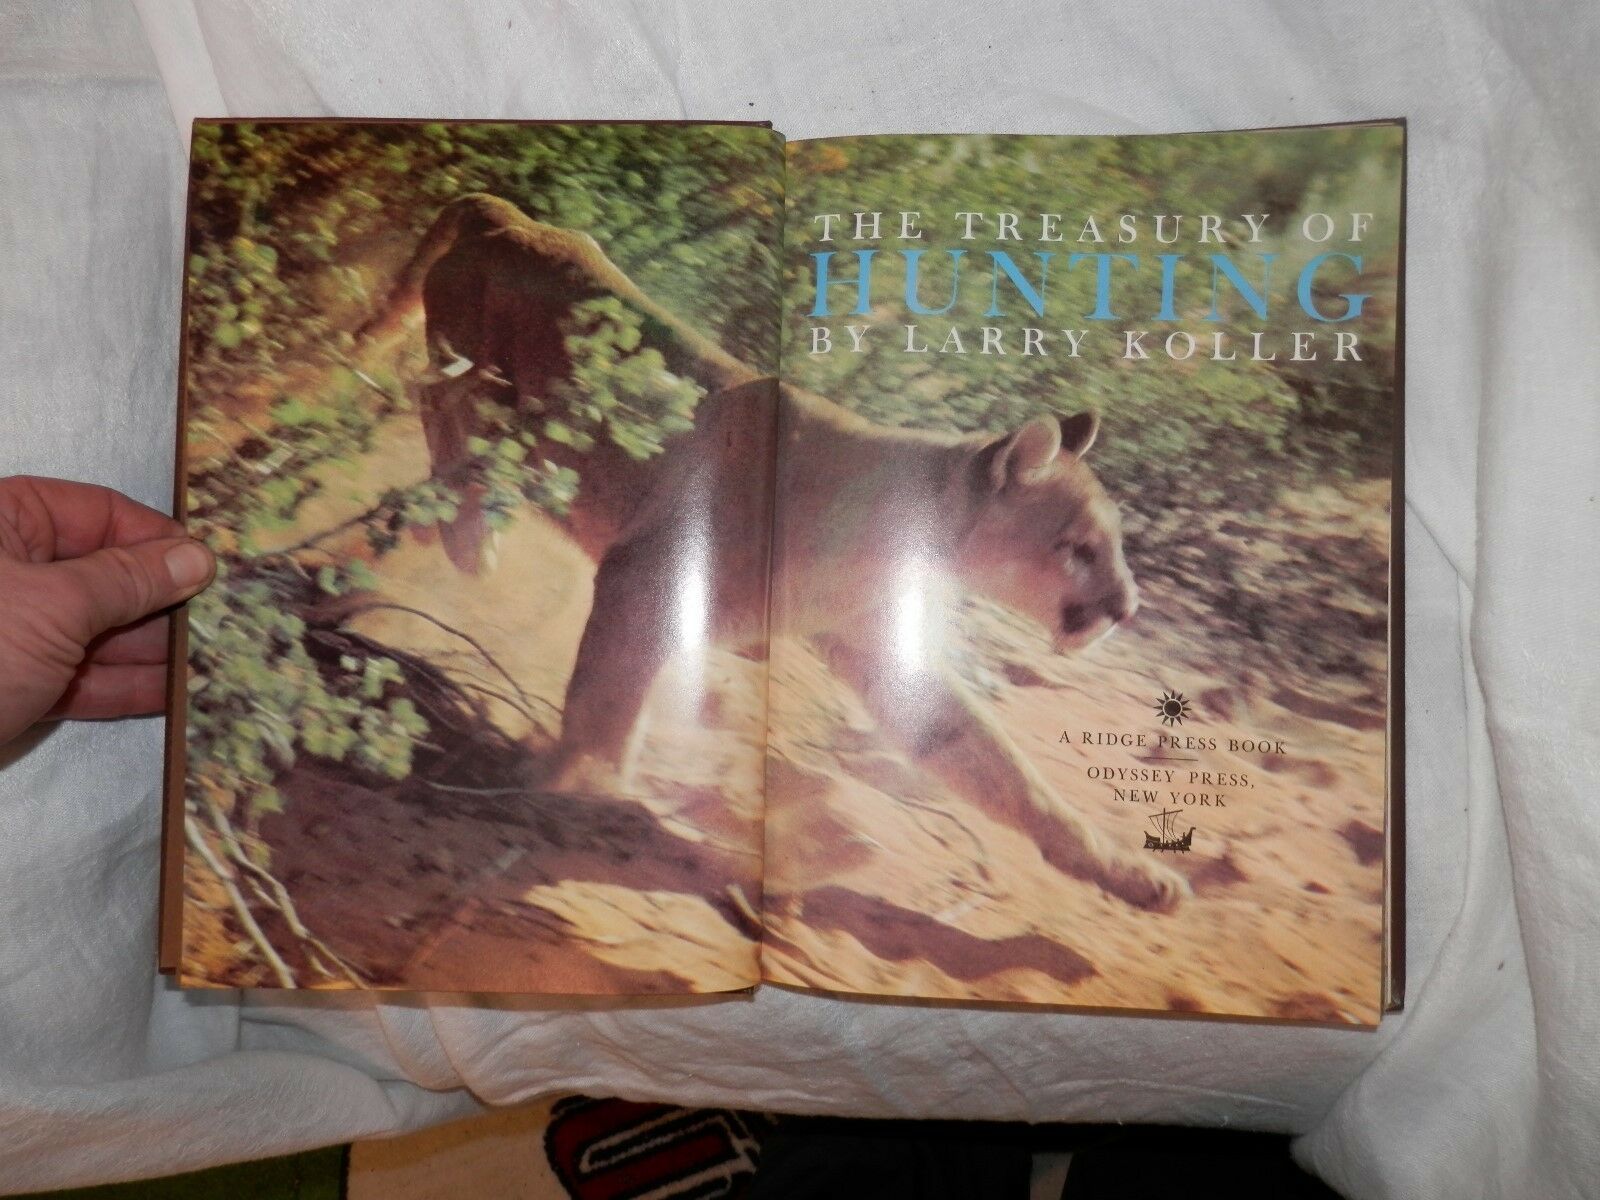 THE TREASURY OF
HUNTING
BY LARRY KOLLER
A RIDGE PRESS BOOK
ODYSSEY PRESS,
NEW YORK